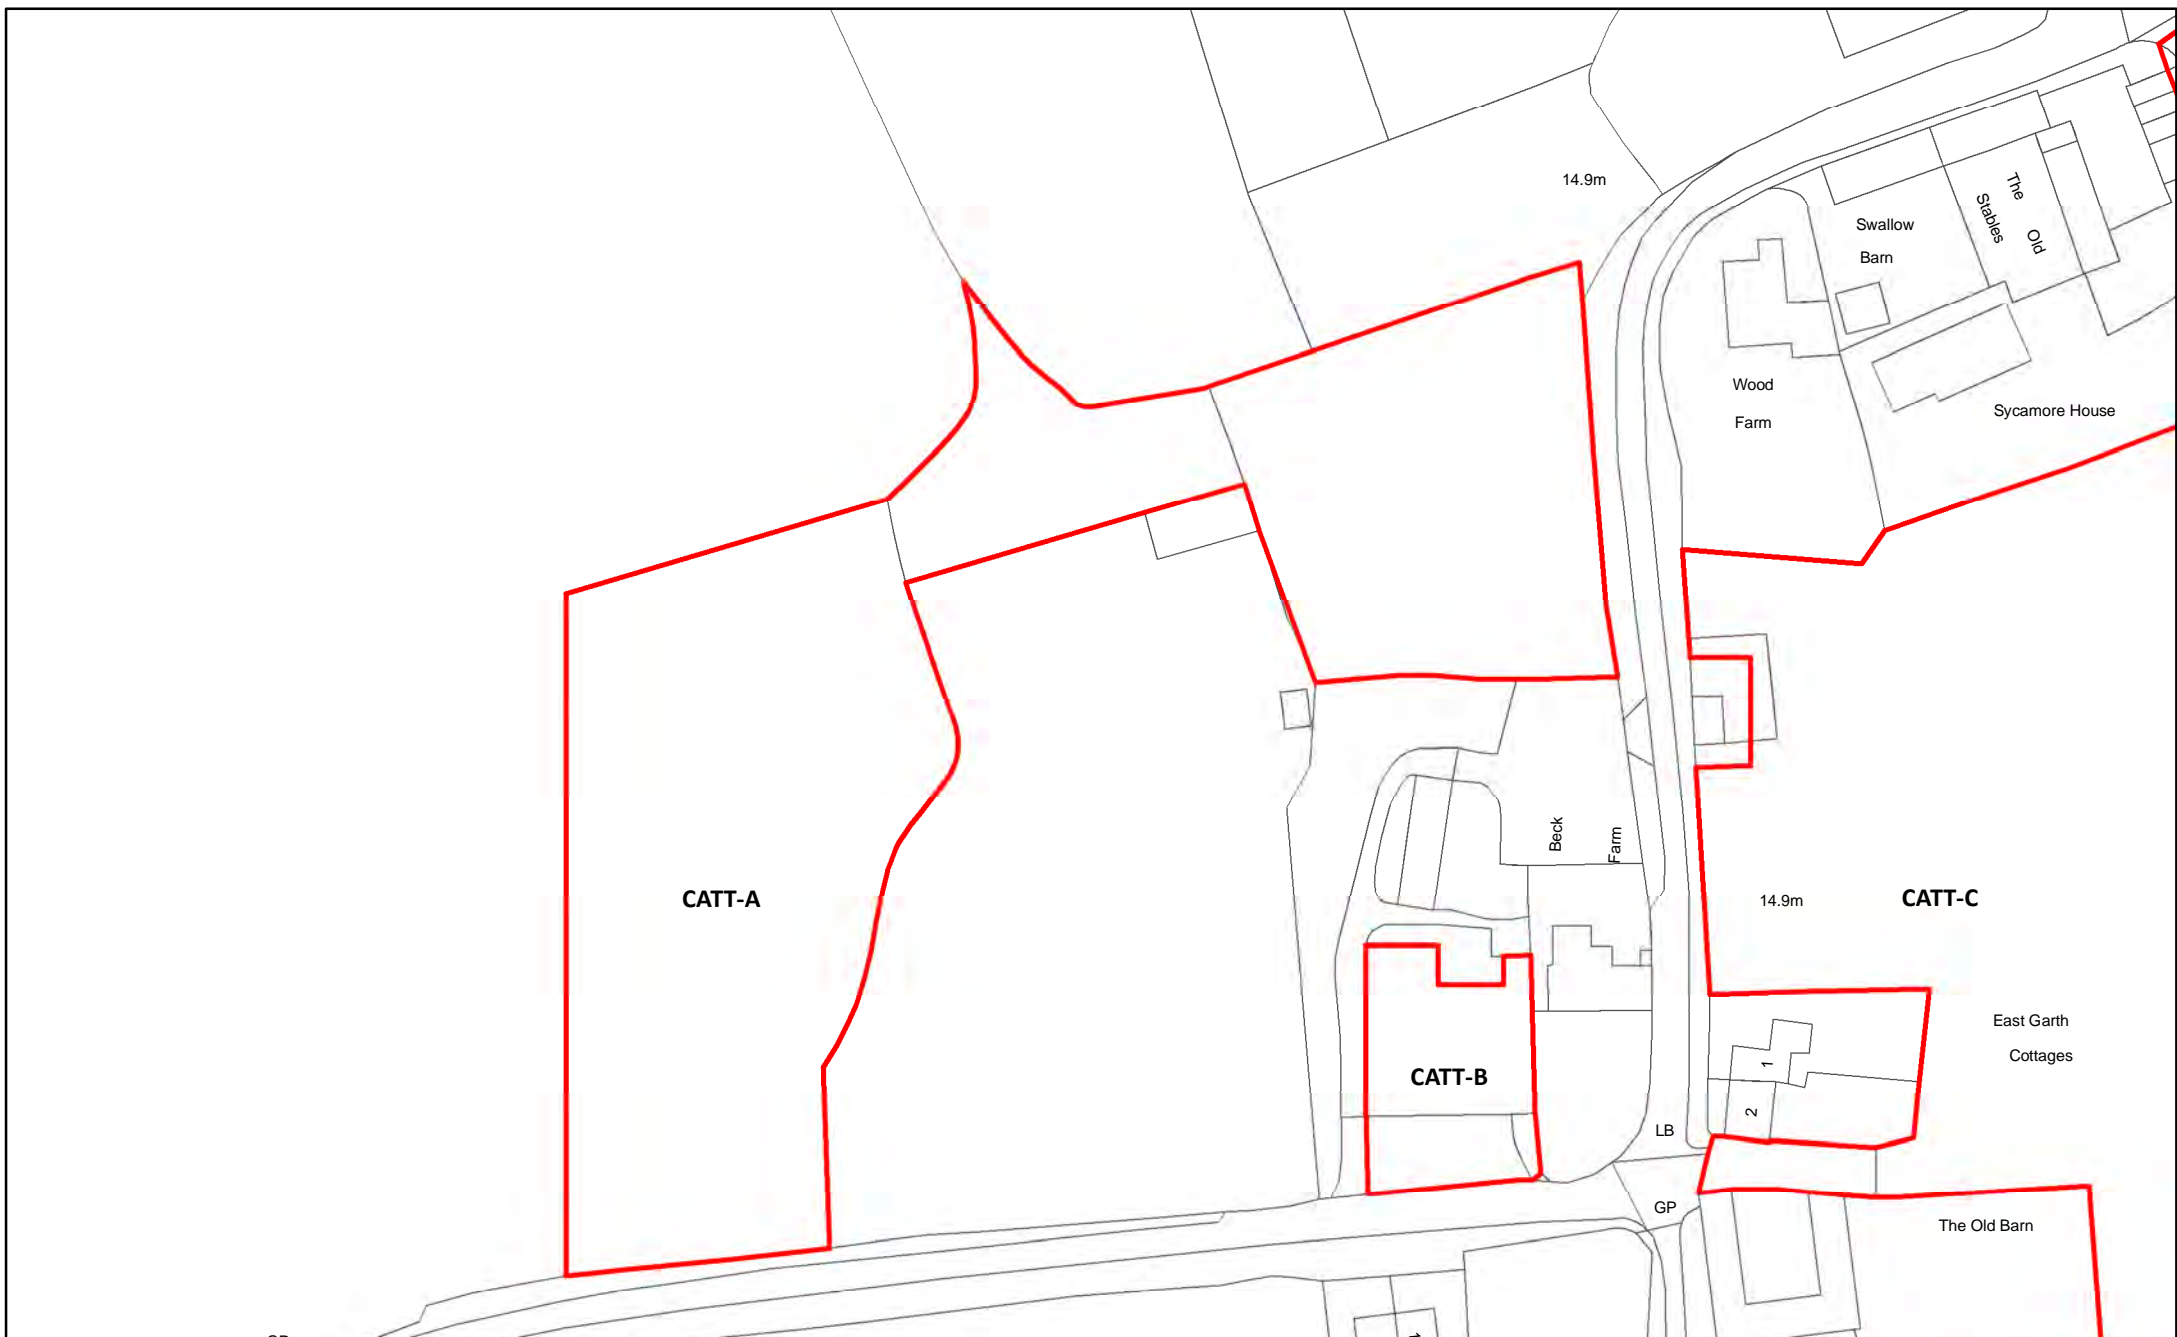 14.9m
The Old
Stables
Swallow
Barn
Wood
Farm
Sycamore House
Beck
Farm
CATT-A
14.9m
CATT-C
East Garth
Cottages
1
CATT-B
2
LB
GP
The Old Barn